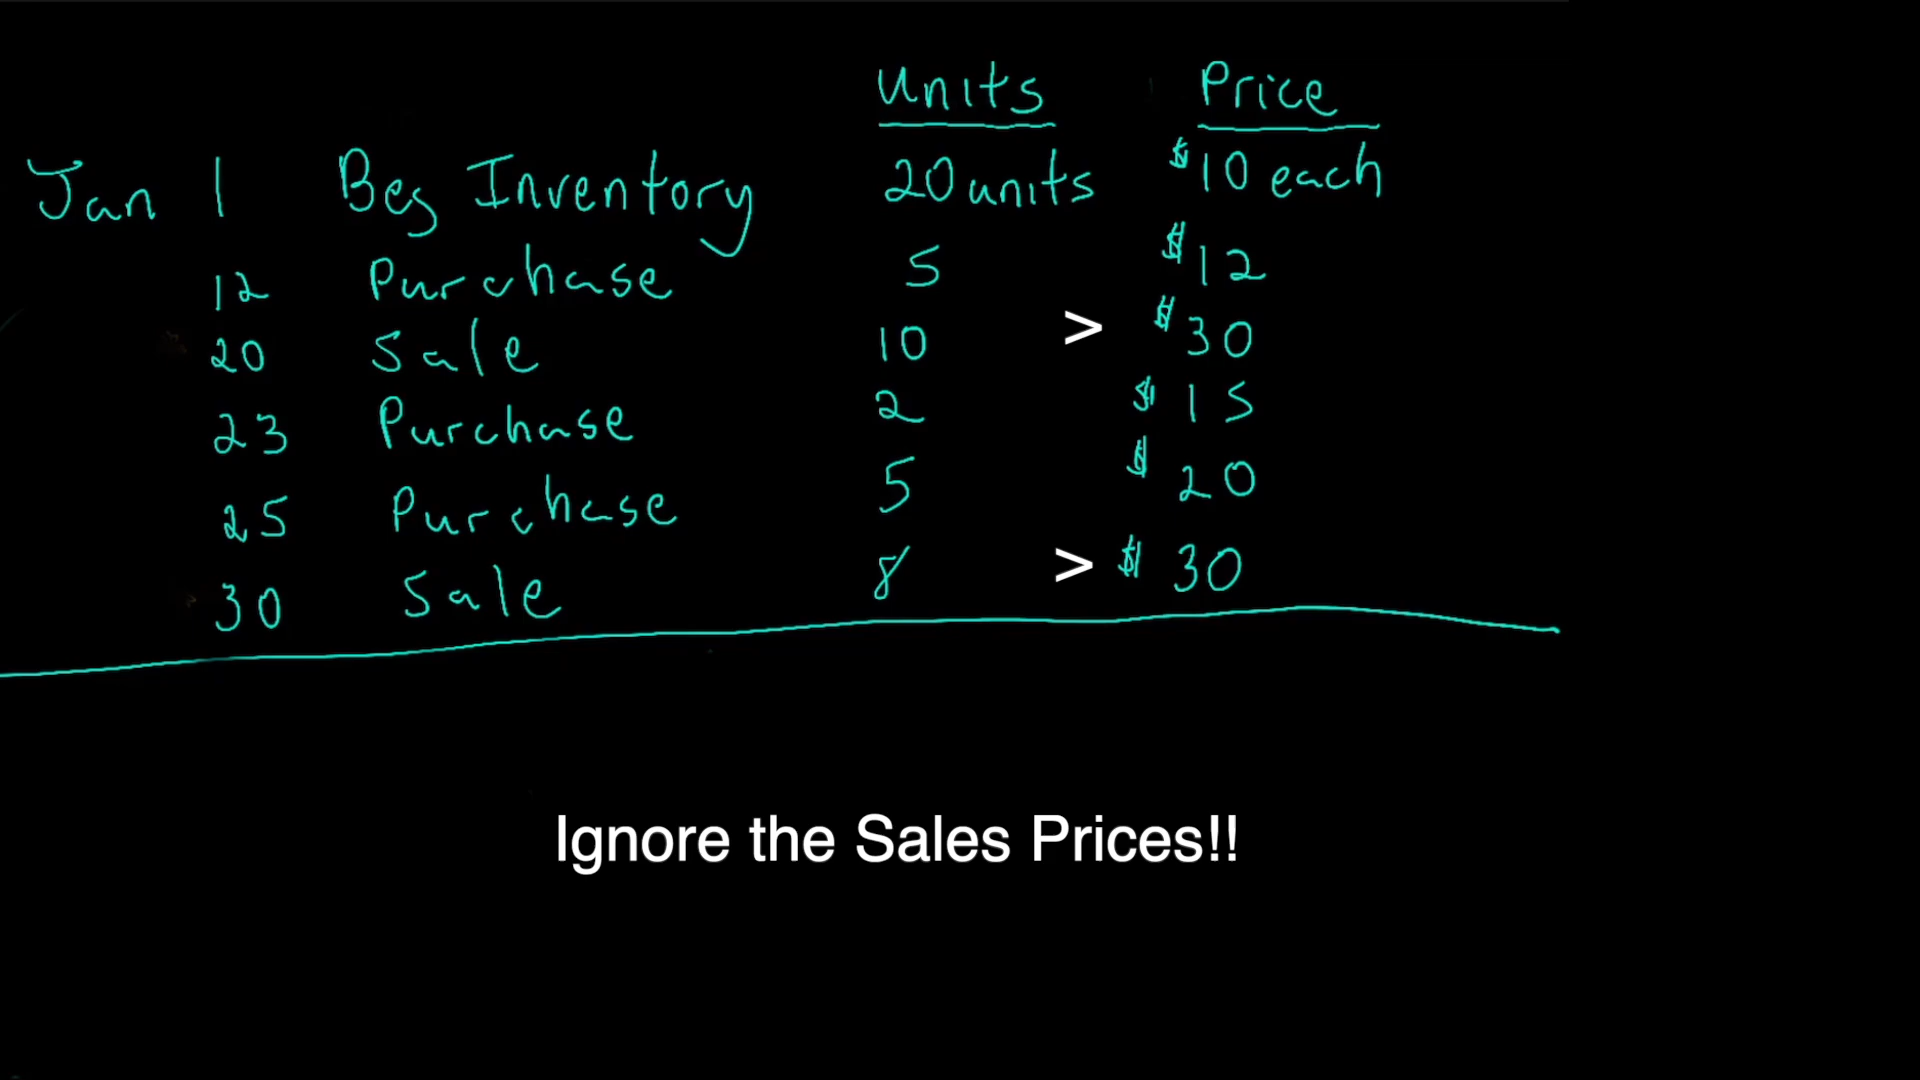 Units Price
Jan 1 Beg Inventory 20 units $10 each
12 Purchase 5 $12
20 Sale 10 > $30
23 Purchase 2 $15
25 Purchase 5 $20
30 Sale 8 > $30
Ignore the Sales Prices!!